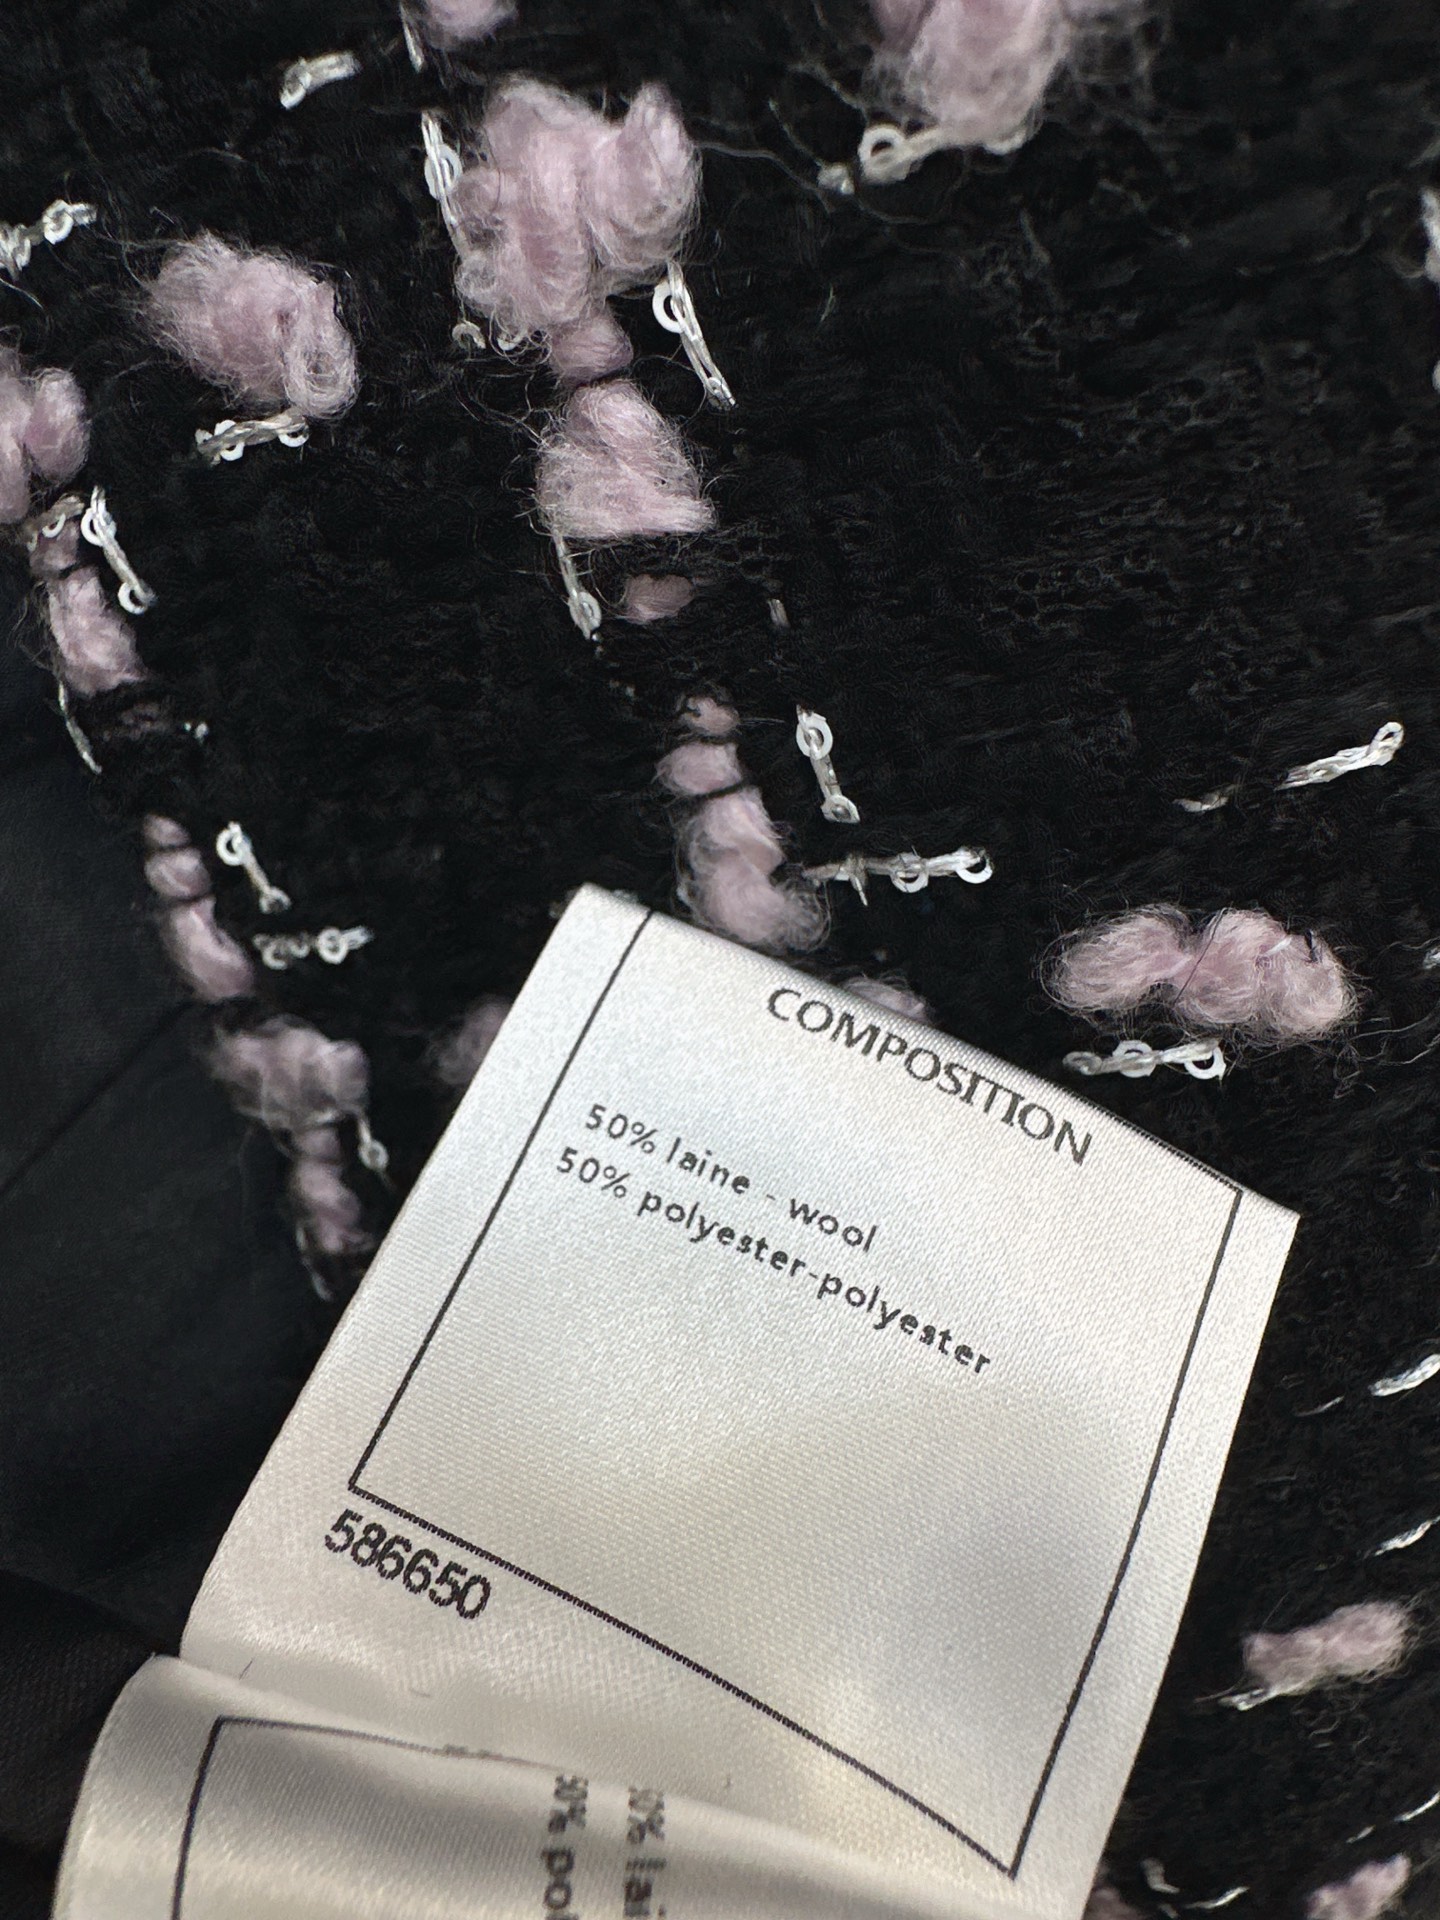 COMPOSITION
50% laine - wool
50% polyester-polyester
586650